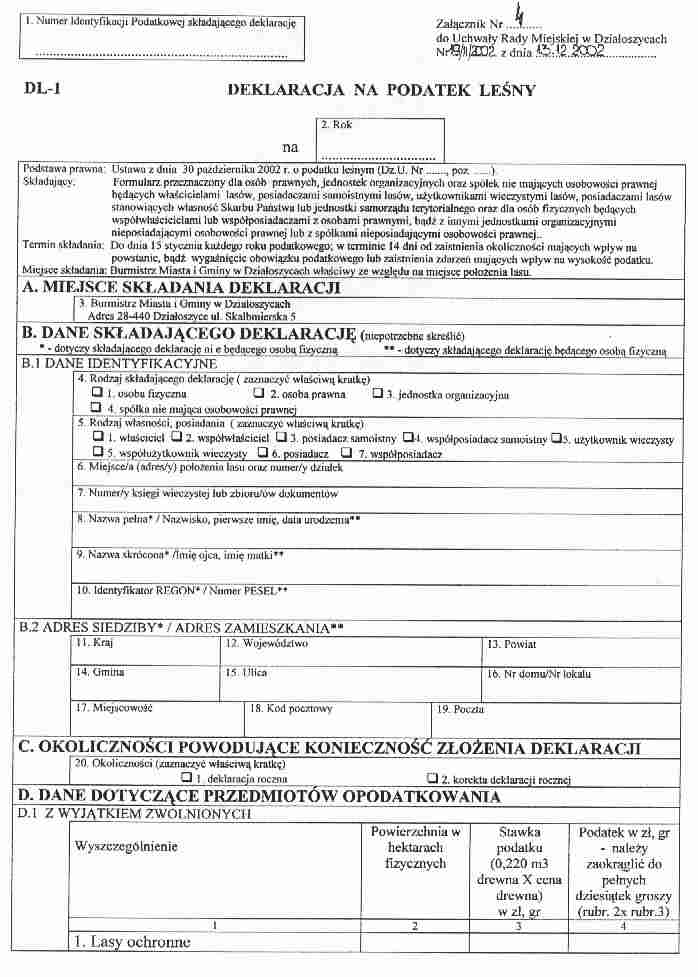 1. Numer Identyfikacji Podatkowej składającego deklarację
Załącznik Nr 4
do Uchwały Rady Miejskiej w Działoszycach
Nr 19/II/2002 z dnia 13.12.2002
DL-1
DEKLARACJA NA PODATEK LEŚNY
2. Rok
na
Podstawa prawna: Ustawa z dnia 30 października 2002 r. o podatku leśnym (Dz.U. Nr ......, poz. ......).
Składający: Formularz przeznaczony dla osób prawnych, jednostek organizacyjnych oraz spółek nie mających osobowości prawnej
będących właścicielami lasów, posiadaczami samoistnymi lasów, użytkownikami wieczystymi lasów, posiadaczami lasów
stanowiących własność Skarbu Państwa lub jednostki samorządu terytorialnego oraz dla osób fizycznych będących
współwłaścicielami lub współposiadaczami z osobami prawnymi, bądź z innymi jednostkami organizacyjnymi
nieposiadającymi osobowości prawnej lub z spółkami nieposiadającymi osobowości prawnej..
Termin składania: Do dnia 15 stycznia każdego roku podatkowego; w terminie 14 dni od zaistnienia okoliczności mających wpływ na
powstanie, bądź wygaśnięcie obowiązku podatkowego lub zaistnienia zdarzeń mających wpływ na wysokość podatku.
Miejsce składania: Burmistrz Miasta i Gminy w Działoszycach właściwy ze względu na miejsce położenia lasu.
A. MIEJSCE SKŁADANIA DEKLARACJI
3. Burmistrz Miasta i Gminy w Działoszycach
Adres 28-440 Działoszyce ul. Skalbmierska 5
B. DANE SKŁADAJĄCEGO DEKLARACJĘ (niepotrzebne skreślić)
* - dotyczy składającego deklarację ni e będącego osobą fizyczną ** - dotyczy składającego deklarację będącego osobą fizyczną
B.1 DANE IDENTYFIKACYJNE
4. Rodzaj składającego deklarację ( zaznaczyć właściwą kratkę)
❑ 1. osoba fizyczna ❑ 2. osoba prawna ❑ 3. jednostka organizacyjna
❑ 4. spółka nie mająca osobowości prawnej
5. Rodzaj własności, posiadania ( zaznaczyć właściwą kratkę)
❑ 1. właściciel ❑ 2. współwłaściciel ❑ 3. posiadacz samoistny ❑4. współposiadacz samoistny ❑5. użytkownik wieczysty
❑ 5. współużytkownik wieczysty ❑ 6. posiadacz ❑ 7. współposiadacz
6. Miejsce/a (adres/y) położenia lasu oraz numer/y działek
7. Numer/y księgi wieczystej lub zbioru/ów dokumentów
8. Nazwa pełna* / Nazwisko, pierwsze imię, data urodzenia**
9. Nazwa skrócona* /Imię ojca, imię matki**
10. Identyfikator REGON* / Numer PESEL**
B.2 ADRES SIEDZIBY* / ADRES ZAMIESZKANIA**
11. Kraj
12. Województwo
13. Powiat
14. Gmina
15. Ulica
16. Nr domu/Nr lokalu
17. Miejscowość
18. Kod pocztowy
19. Poczta
C. OKOLICZNOŚCI POWODUJĄCE KONIECZNOŚĆ ZŁOŻENIA DEKLARACJI
20. Okoliczności (zaznaczyć właściwą kratkę)
❑ 1. deklaracja roczna ❑ 2. korekta deklaracji rocznej
D. DANE DOTYCZĄCE PRZEDMIOTÓW OPODATKOWANIA
D.1 Z WYJĄTKIEM ZWOLNIONYCH
Wyszczególnienie
Powierzchnia w
hektarach
fizycznych
Stawka
podatku
(0,220 m3
drewna X cena
drewna)
w zł, gr
Podatek w zł, gr
- należy
zaokrąglić do
pełnych
dziesiątek groszy
(rubr. 2x rubr.3)
1 2 3 4
1. Lasy ochronne